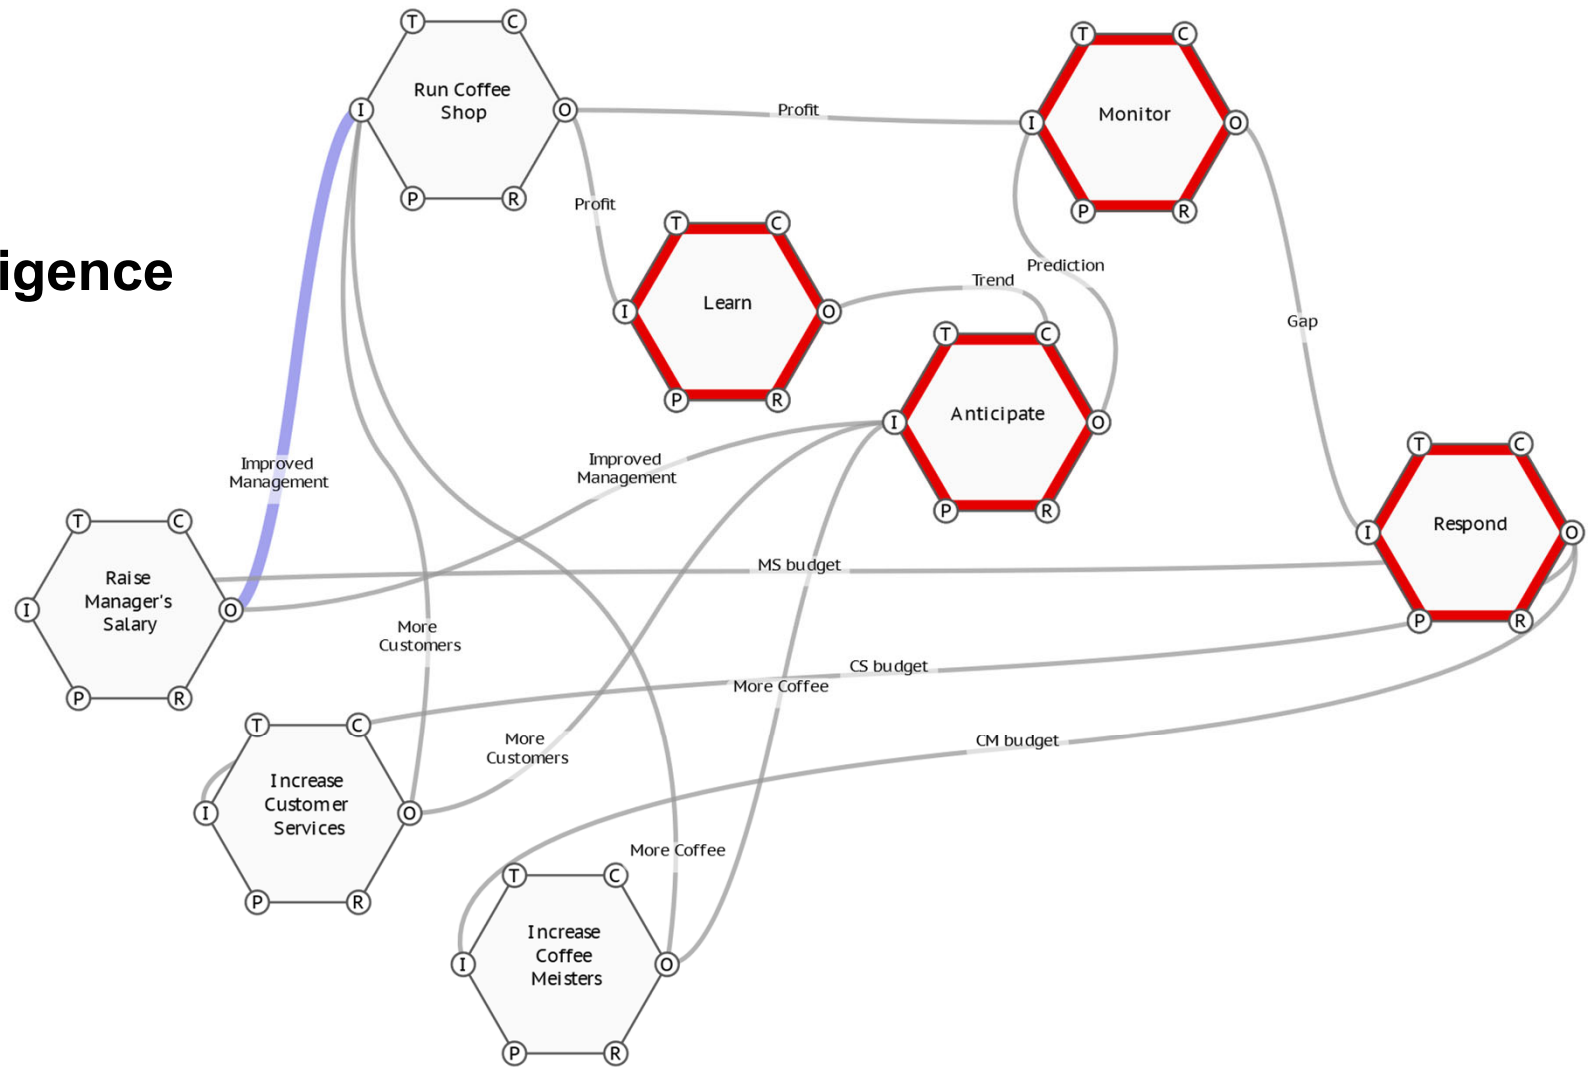 T
C
Run Coffee
Shop
I
O
P
R
Profit
T
C
Monitor
I
O
P
R
Profit
igence
T
C
Learn
I
O
P
R
Trend
Prediction
T
C
Anticipate
I
O
P
R
Gap
Improved
Management
Improved
Management
T
C
Respond
I
O
P
R
T
C
Raise
Manager's
Salary
I
O
P
R
MS budget
More
Customers
CS budget
More Coffee
More
Customers
CM budget
T
C
Increase
Customer
Services
I
O
P
R
More Coffee
T
C
Increase
Coffee
Meisters
I
O
P
R